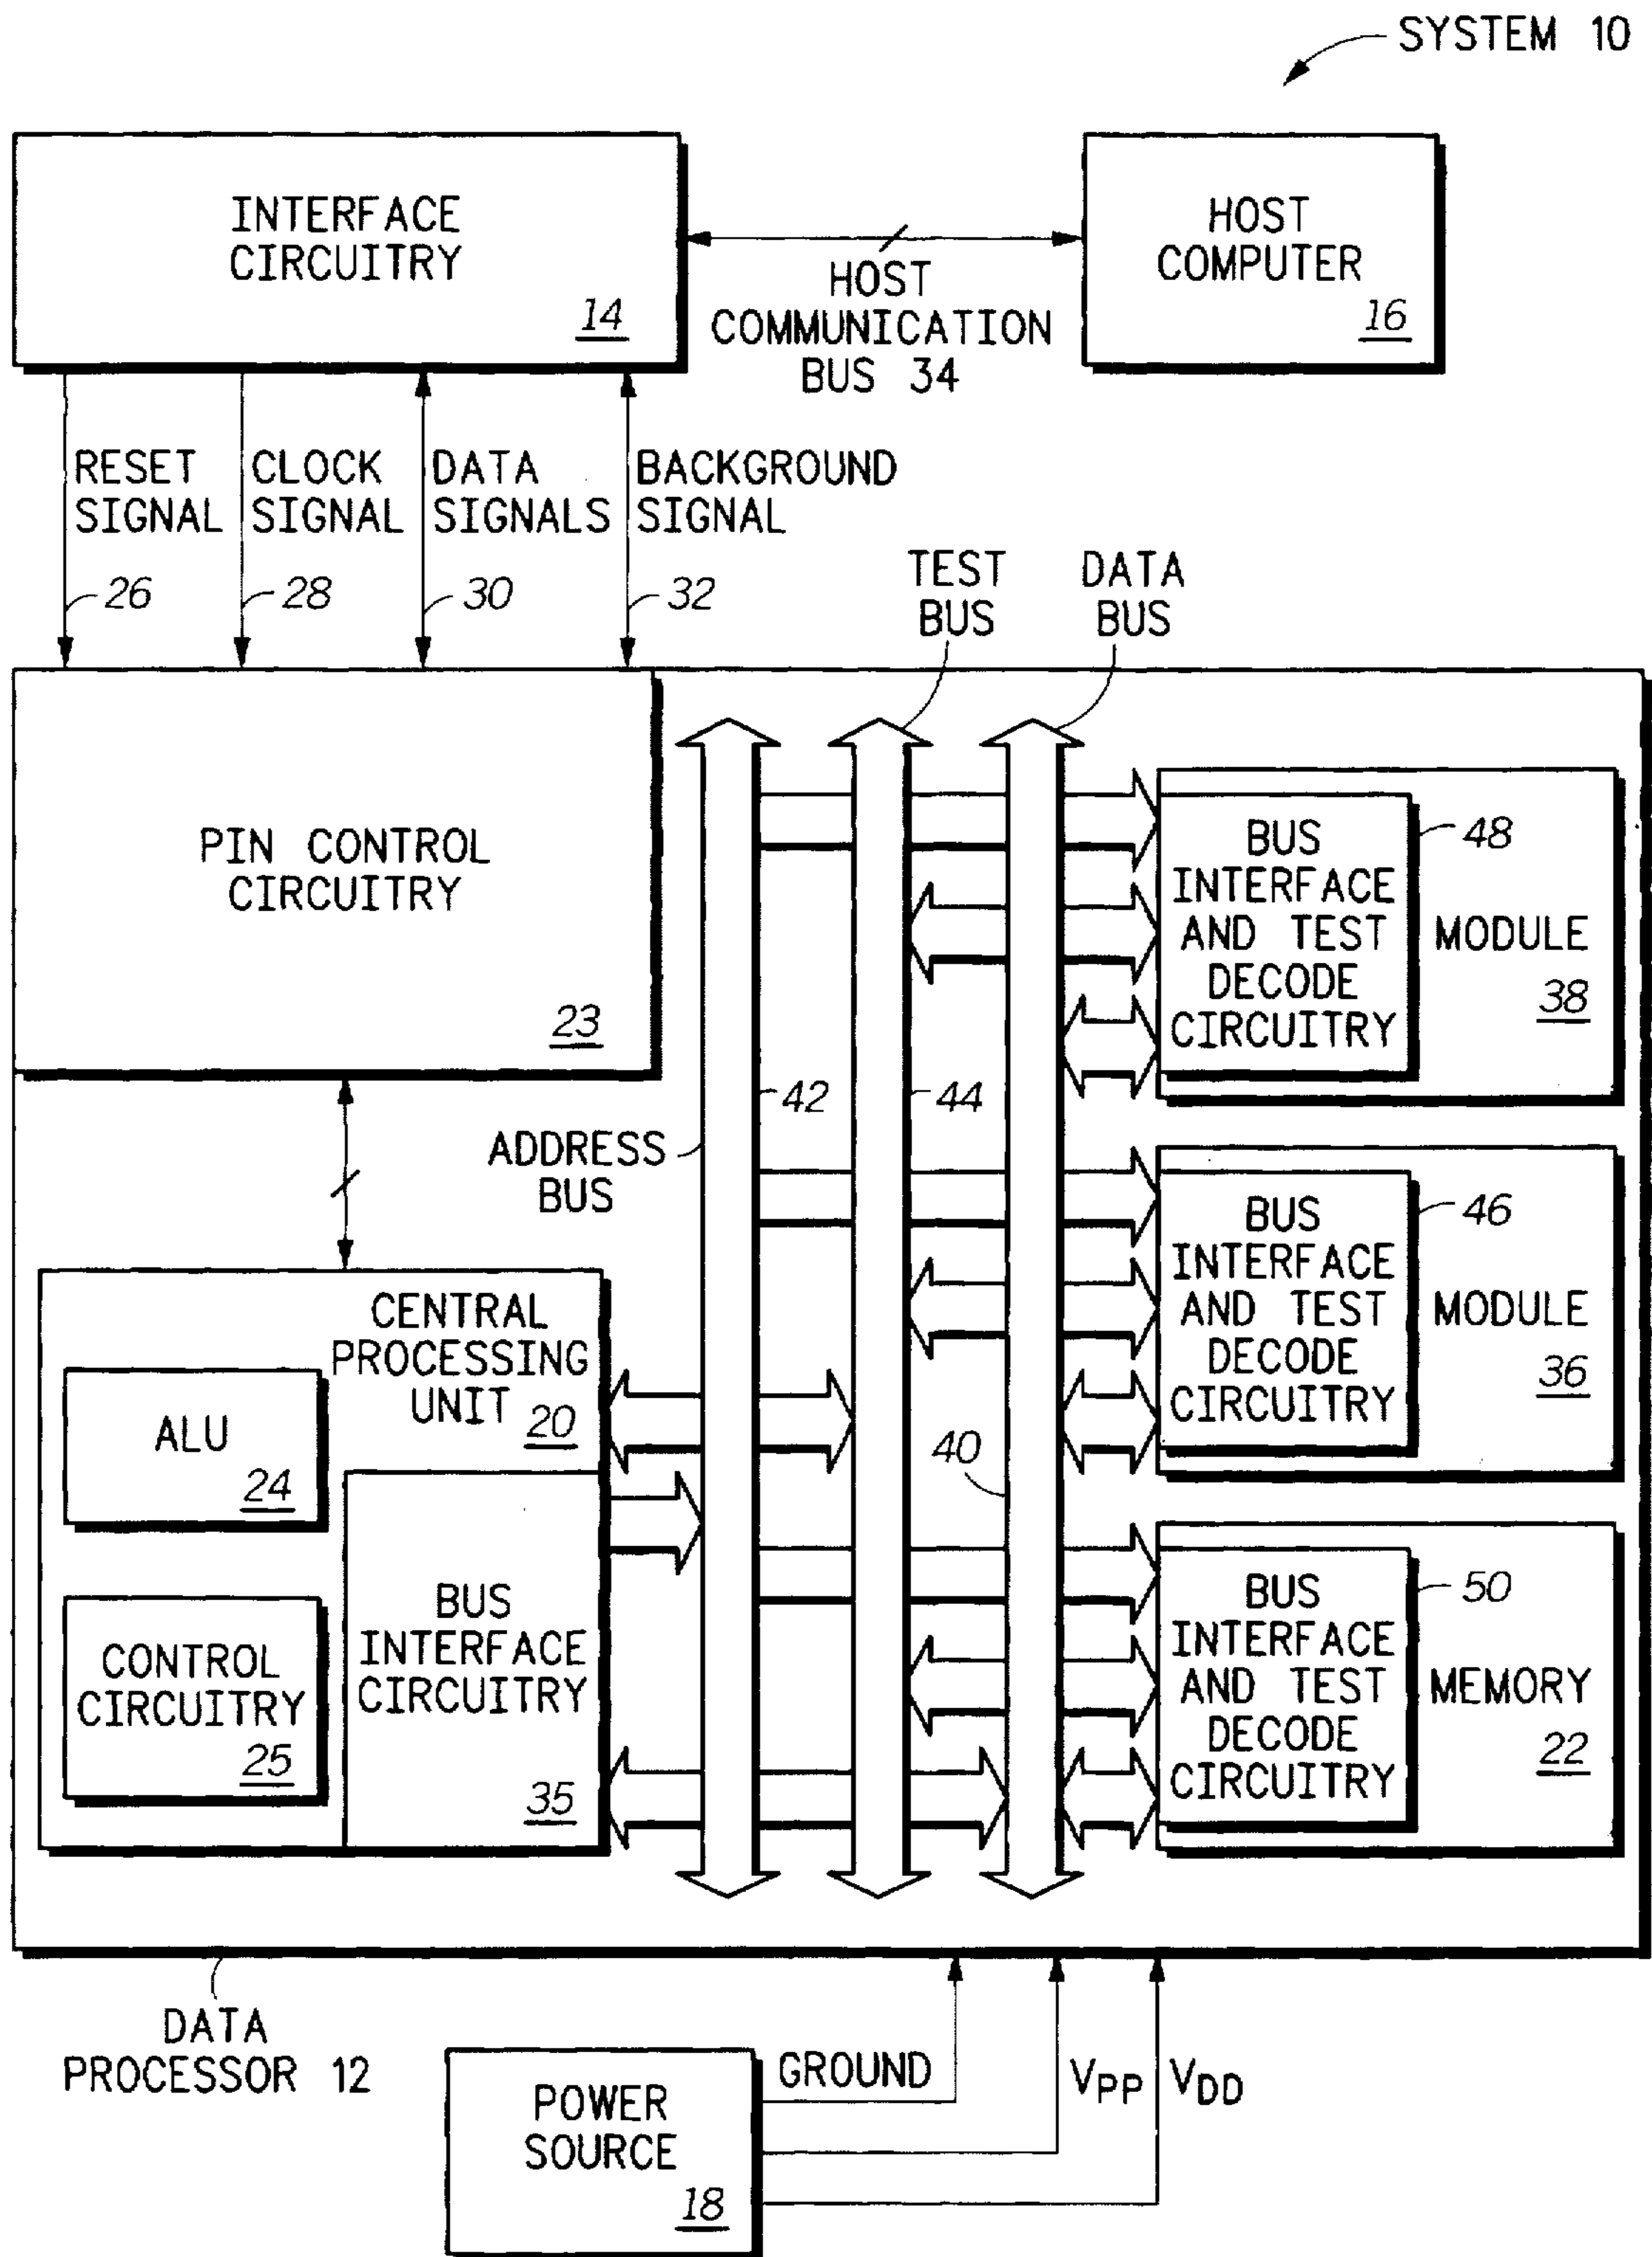 SYSTEM 10
INTERFACE
CIRCUITRY
14
HOST
COMMUNICATION
BUS 34
HOST
COMPUTER
16
RESET
SIGNAL
CLOCK
SIGNAL
DATA
SIGNALS
BACKGROUND
SIGNAL
26
28
30
32
TEST
BUS
DATA
BUS
PIN CONTROL
CIRCUITRY
23
BUS
INTERFACE
AND TEST
DECODE
CIRCUITRY
48
MODULE
38
42
44
ADDRESS
BUS
BUS
INTERFACE
AND TEST
DECODE
CIRCUITRY
46
MODULE
36
CENTRAL
PROCESSING
UNIT
20
ALU
24
40
BUS
INTERFACE
CIRCUITRY
35
CONTROL
CIRCUITRY
25
BUS
INTERFACE
AND TEST
DECODE
CIRCUITRY
50
MEMORY
22
DATA
PROCESSOR 12
POWER
SOURCE
18
GROUND
VPP
VDD